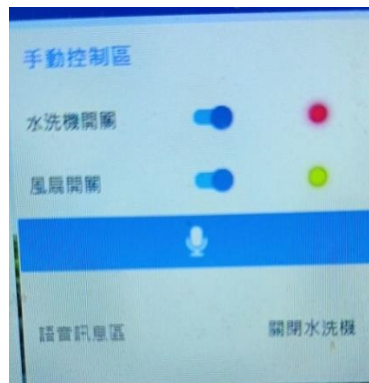 手動控制區
水洗機開關
風扇開關
語音訊息區 關閉水洗機